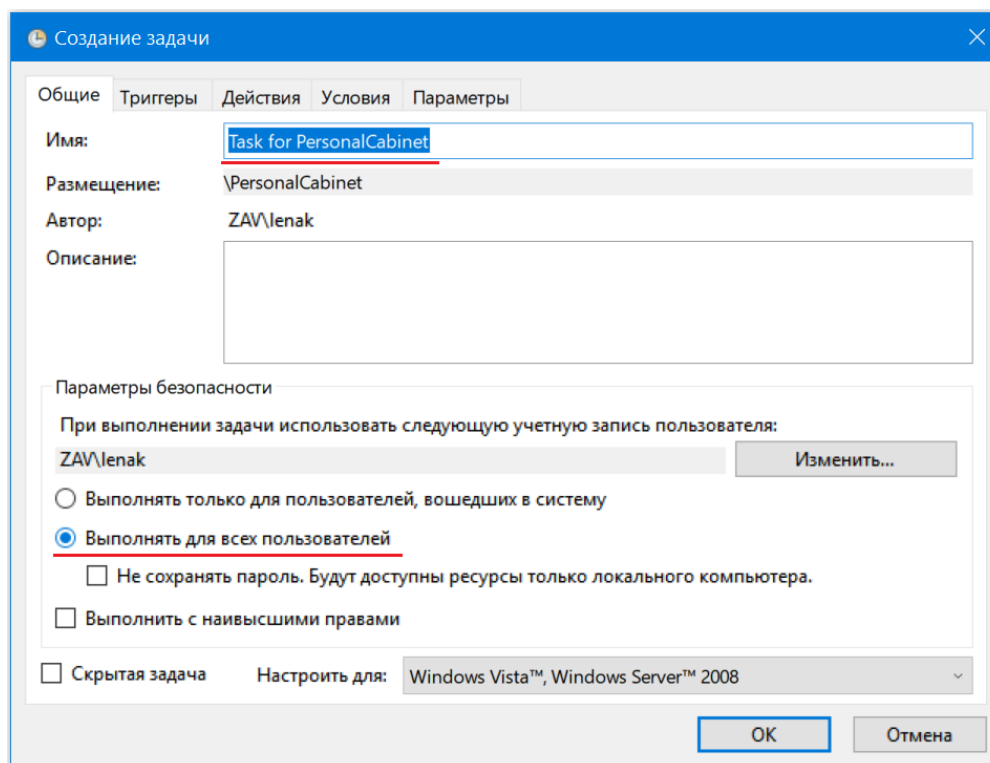 Создание задачи
Общие Триггеры Действия Условия Параметры
Имя: Task for PersonalCabinet
Размещение: \PersonalCabinet
Автор: ZAV\lenak
Описание:
Параметры безопасности
При выполнении задачи использовать следующую учетную запись пользователя:
ZAV\lenak Изменить...
Выполнять только для пользователей, вошедших в систему
Выполнять для всех пользователей
Не сохранять пароль. Будут доступны ресурсы только локального компьютера.
Выполнить с наивысшими правами
Скрытая задача Настроить для: Windows Vista™, Windows Server™ 2008
OK Отмена